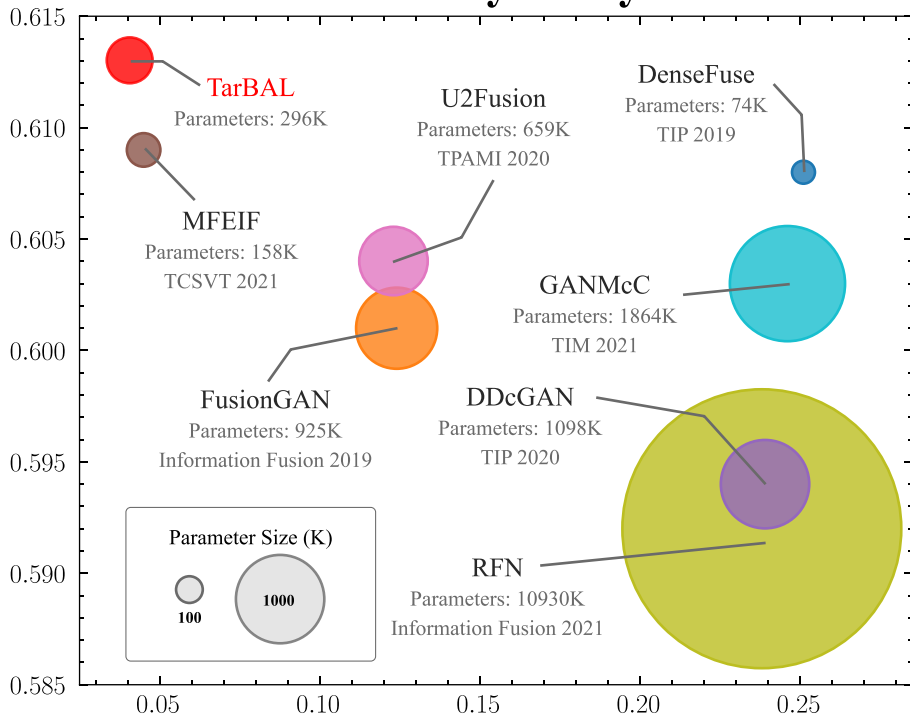 0.615
0.610
0.605
0.600
0.595
0.590
0.585
TarBAL
Parameters: 296K
U2Fusion
Parameters: 659K
TPAMI 2020
DenseFuse
Parameters: 74K
TIP 2019
MFEIF
Parameters: 158K
TCSVT 2021
GANMcC
Parameters: 1864K
TIM 2021
FusionGAN
Parameters: 925K
Information Fusion 2019
DDcGAN
Parameters: 1098K
TIP 2020
RFN
Parameters: 10930K
Information Fusion 2021
Parameter Size (K)
100
1000
0.05 0.10 0.15 0.20 0.25